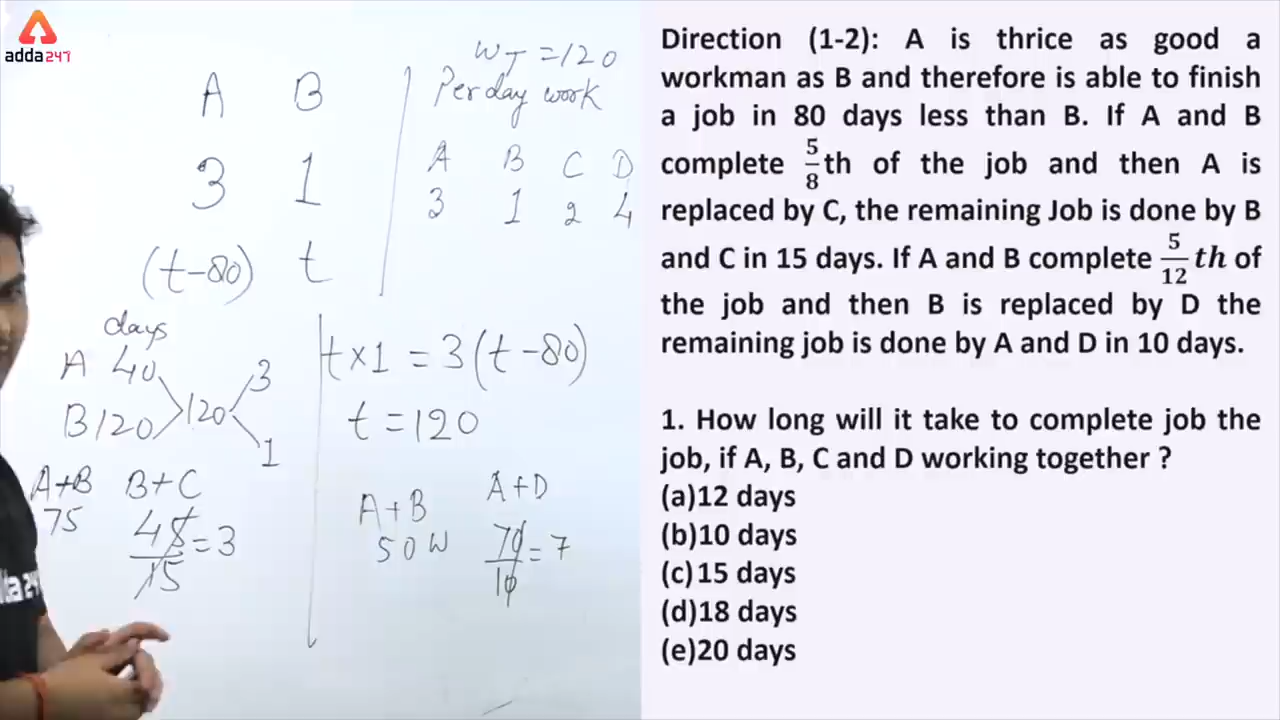 adda247
W_T = 120
A B
Per day work
3 1
A B C D
3 1 2 4
(t-80) t
days
A 40
B 120
120
3
1
t×1 = 3(t-80)
t = 120
A+B B+C
75 45/15 = 3
A+B A+D
50 W 70/10 = 7
Direction (1-2): A is thrice as good a
workman as B and therefore is able to finish
a job in 80 days less than B. If A and B
complete 5/8th of the job and then A is
replaced by C, the remaining Job is done by B
and C in 15 days. If A and B complete 5/12 th of
the job and then B is replaced by D the
remaining job is done by A and D in 10 days.
1. How long will it take to complete job the
job, if A, B, C and D working together ?
(a)12 days
(b)10 days
(c)15 days
(d)18 days
(e)20 days